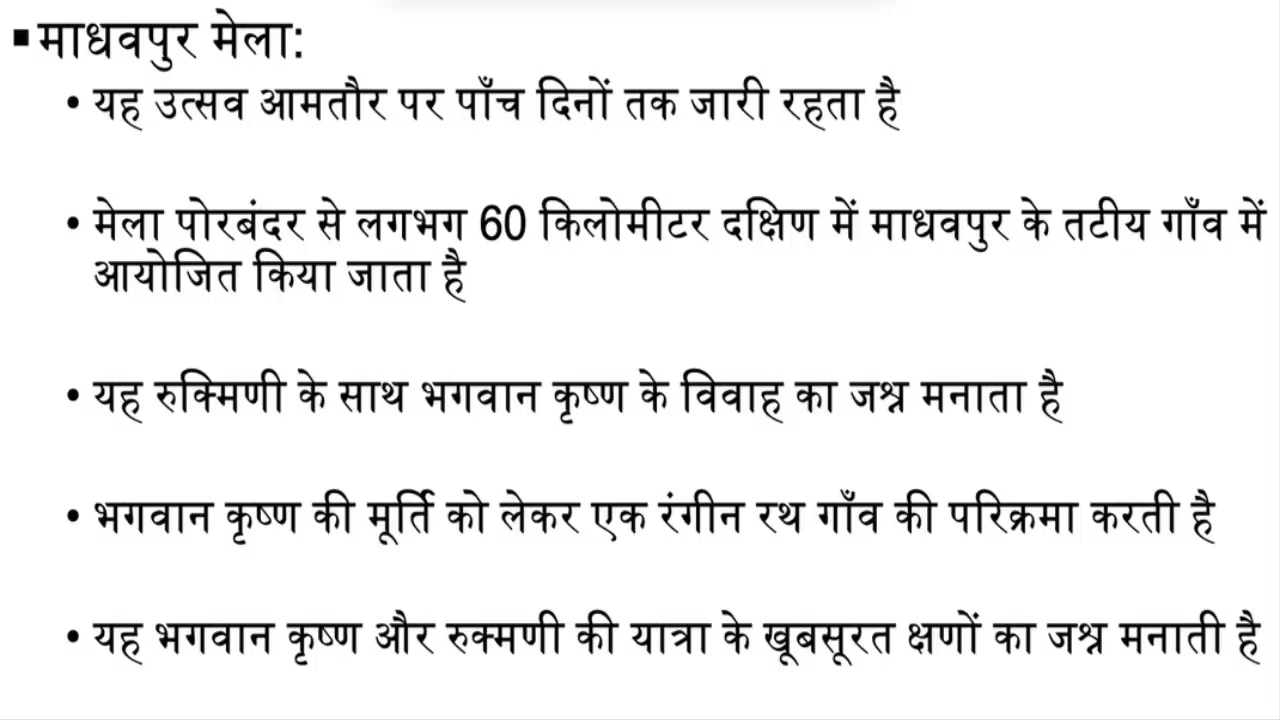 ▪माधवपुर मेला:
• यह उत्सव आमतौर पर पाँच दिनों तक जारी रहता है
• मेला पोरबंदर से लगभग 60 किलोमीटर दक्षिण में माधवपुर के तटीय गाँव में
आयोजित किया जाता है
• यह रुक्मिणी के साथ भगवान कृष्ण के विवाह का जश्न मनाता है
• भगवान कृष्ण की मूर्ति को लेकर एक रंगीन रथ गाँव की परिक्रमा करती है
• यह भगवान कृष्ण और रुक्मणी की यात्रा के खूबसूरत क्षणों का जश्न मनाती है